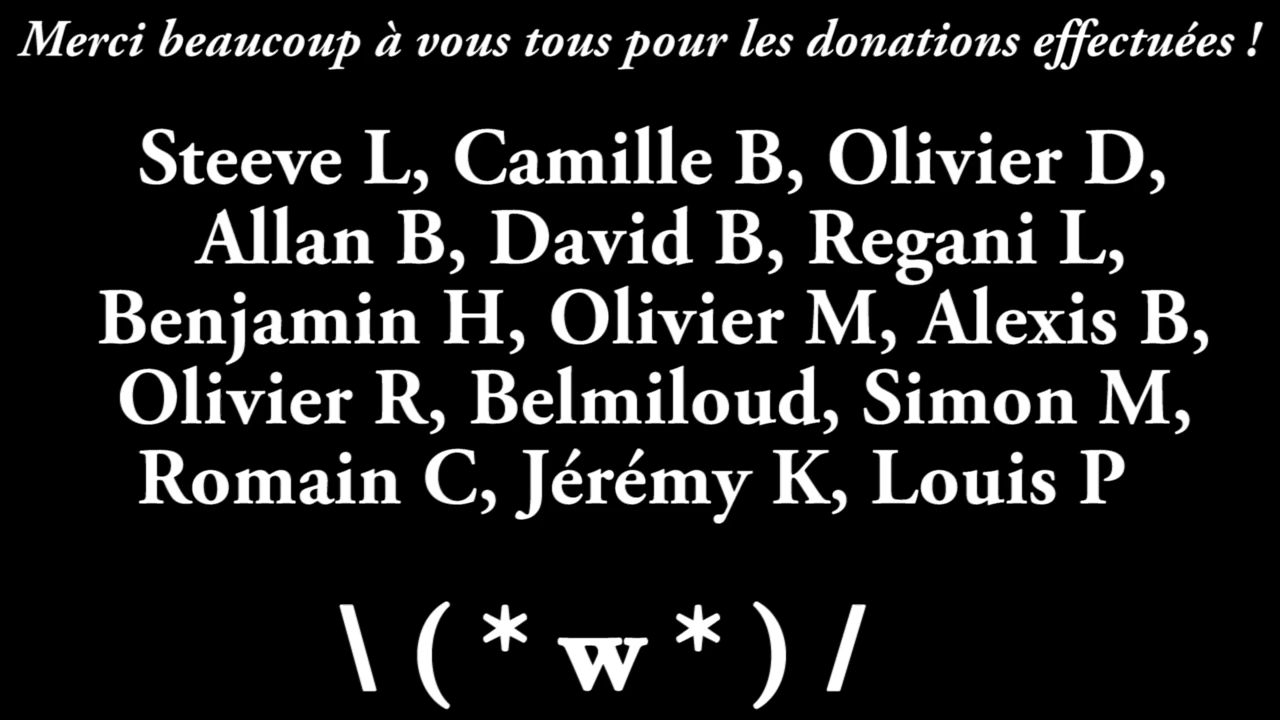 Merci beaucoup à vous tous pour les donations effectuées !
Steeve L, Camille B, Olivier D,
Allan B, David B, Regani L,
Benjamin H, Olivier M, Alexis B,
Olivier R, Belmiloud, Simon M,
Romain C, Jérémy K, Louis P
\ ( * w * ) /